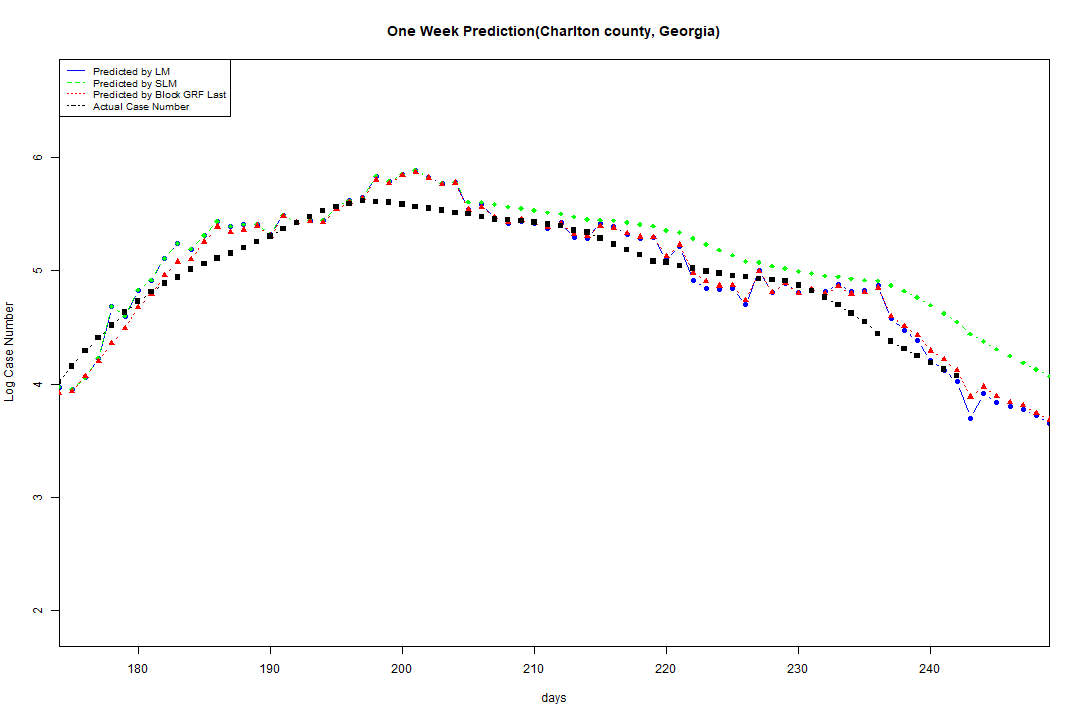 One Week Prediction(Charlton county, Georgia)
Predicted by LM
Predicted by SLM
Predicted by Block GRF Last
Actual Case Number
6
5
4
3
2
Log Case Number
180 190 200 210 220 230 240
days